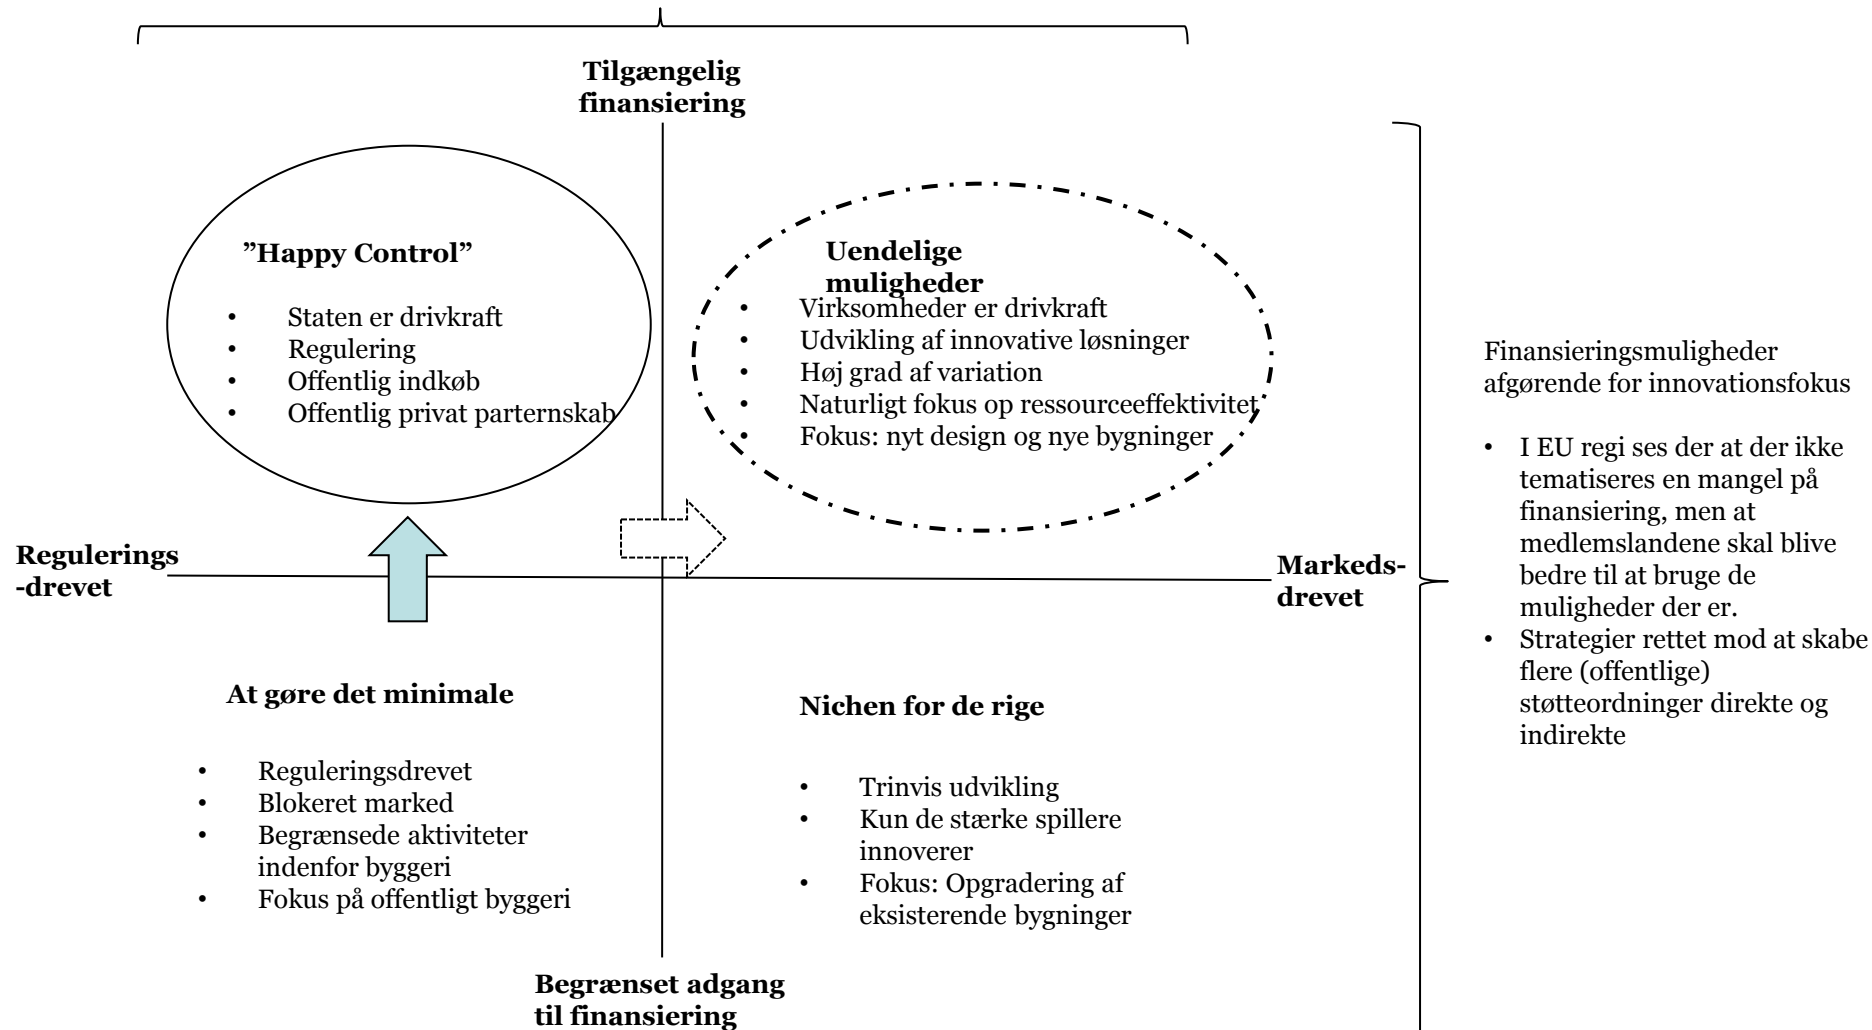 Tilgængelig
finansiering
”Happy Control”
• Staten er drivkraft
• Regulering
• Offentlig indkøb
• Offentlig privat parternskab
Uendelige
muligheder
• Virksomheder er drivkraft
• Udvikling af innovative løsninger
• Høj grad af variation
• Naturligt fokus op ressourceeffektivitet
• Fokus: nyt design og nye bygninger
Regulerings
-drevet
Markeds-
drevet
At gøre det minimale
• Reguleringsdrevet
• Blokeret marked
• Begrænsede aktiviteter
indenfor byggeri
• Fokus på offentligt byggeri
Nichen for de rige
• Trinvis udvikling
• Kun de stærke spillere
innoverer
• Fokus: Opgradering af
eksisterende bygninger
Begrænset adgang
til finansiering
Finansieringsmuligheder
afgørende for innovationsfokus
• I EU regi ses der at der ikke
tematiseres en mangel på
finansiering, men at
medlemslandene skal blive
bedre til at bruge de
muligheder der er.
• Strategier rettet mod at skabe
flere (offentlige)
støtteordninger direkte og
indirekte